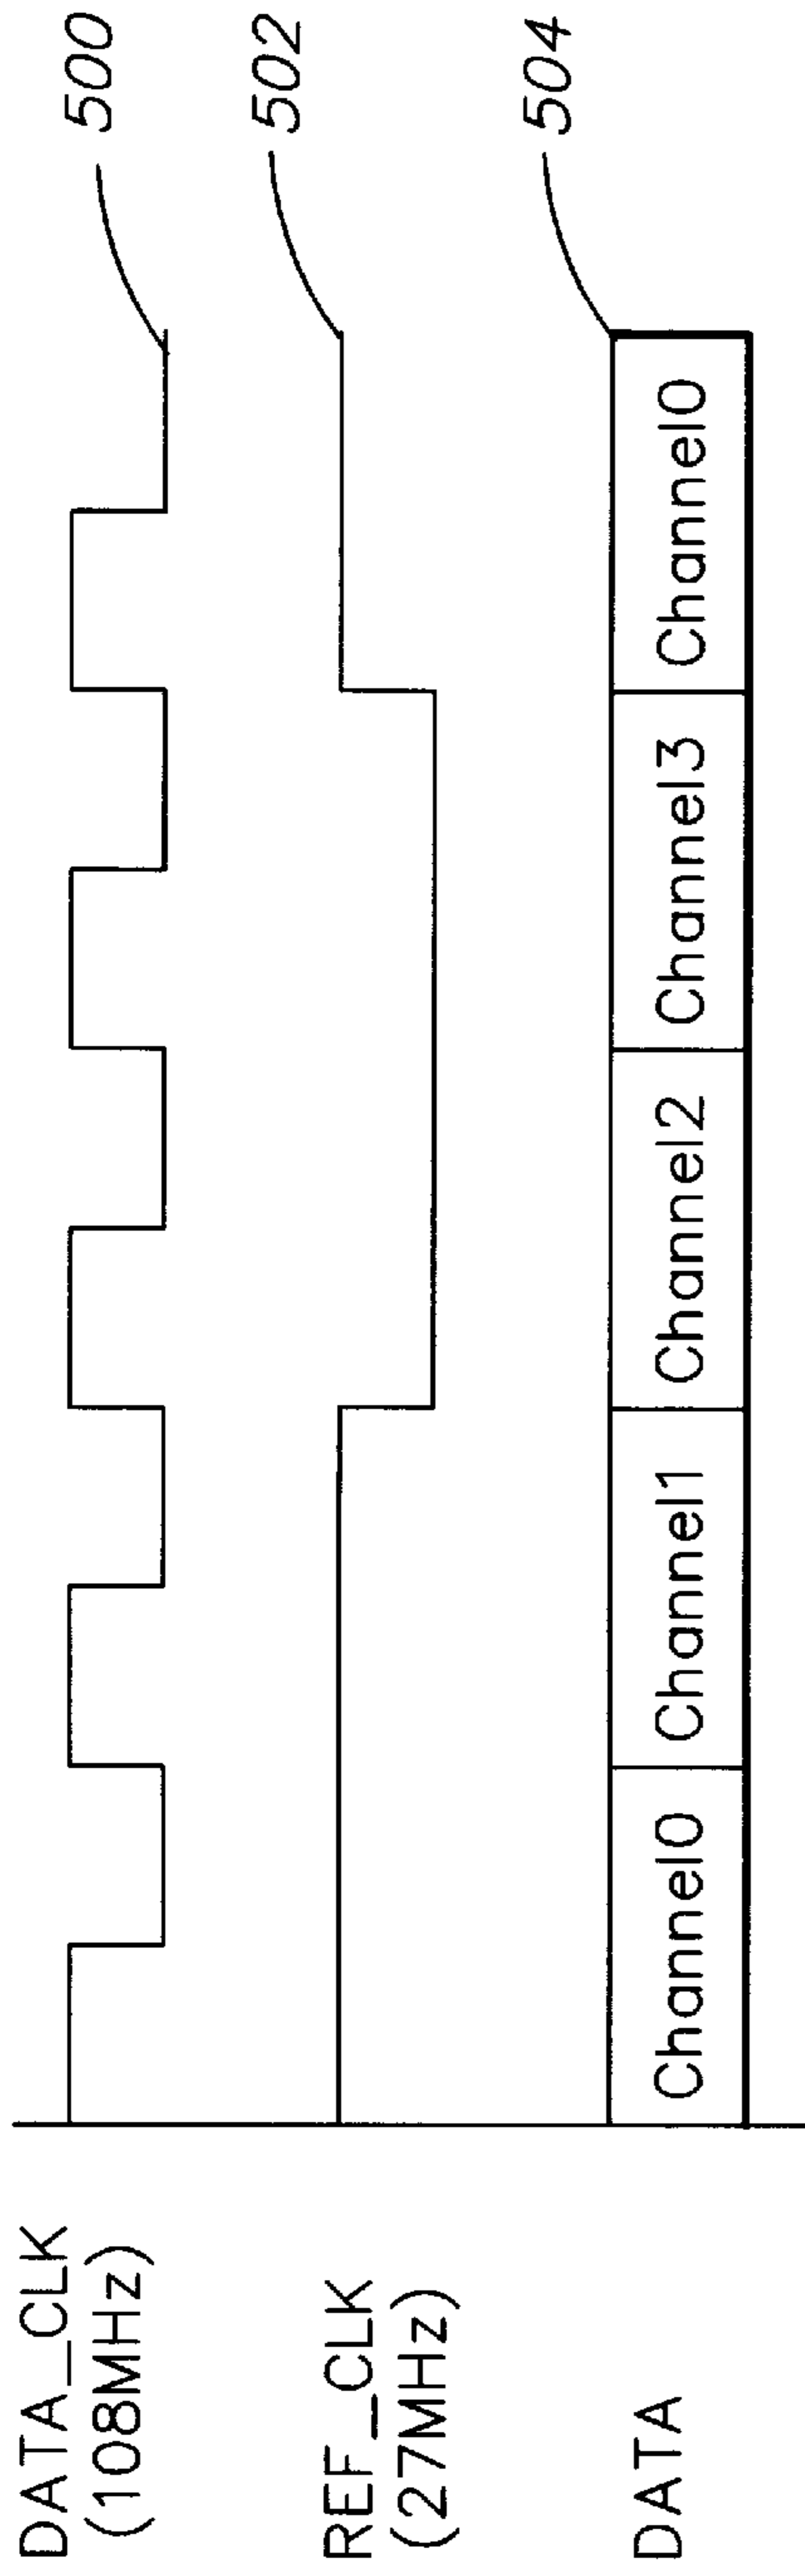 DATA_CLK
(108MHz)
500
REF_CLK
(27MHz)
502
DATA
Channel0
Channel1
Channel2
Channel3
Channel0
504